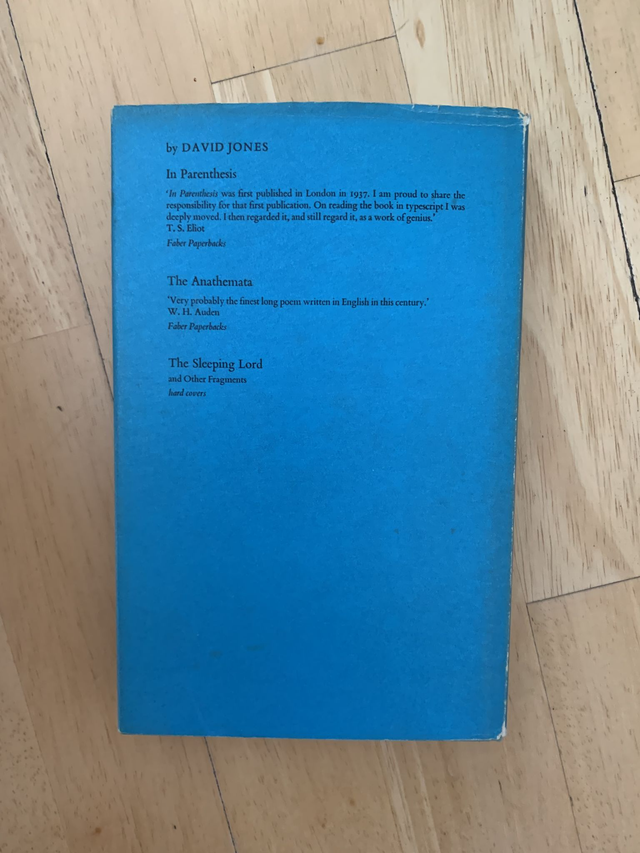 by DAVID JONES
In Parenthesis
'In Parenthesis was first published in London in 1937. I am proud to share the
responsibility for that first publication. On reading the book in typescript I was
deeply moved. I then regarded it, and still regard it, as a work of genius.'
T. S. Eliot
Faber Paperbacks
The Anathemata
'Very probably the finest long poem written in English in this century.'
W. H. Auden
Faber Paperbacks
The Sleeping Lord
and Other Fragments
hard covers